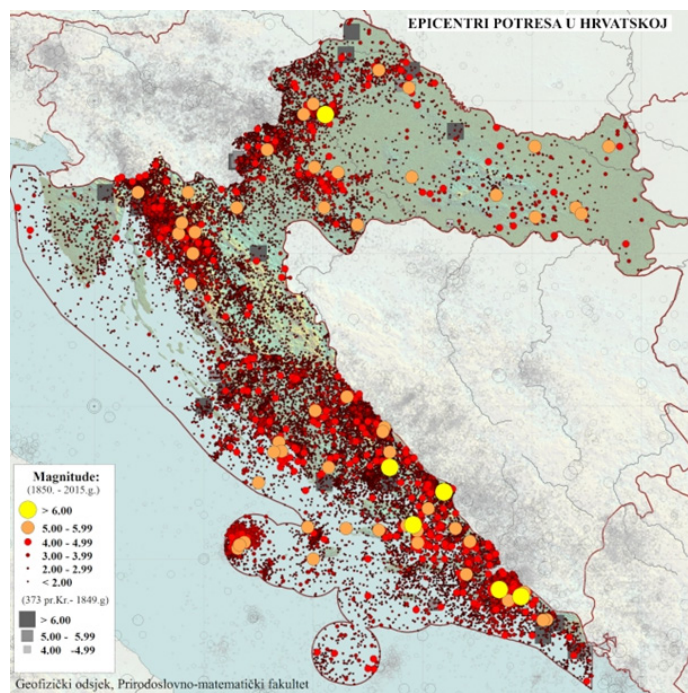 EPICENTRI POTRESA U HRVATSKOJ
Magnitude:
(1850. - 2015.g.)
> 6.00
5.00 - 5.99
4.00 - 4.99
3.00 - 3.99
2.00 - 2.99
< 2.00
(373 pr.Kr.- 1849.g)
> 6.00
5.00 - 5.99
4.00 -4.99
Geofizički odsjek, Prirodoslovno-matematički fakultet